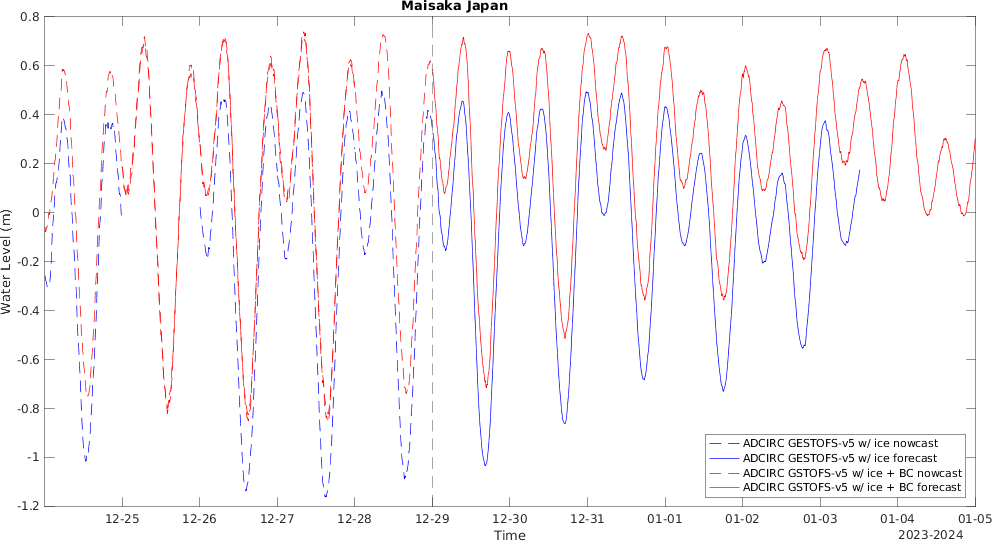 Maisaka Japan
Water Level (m)
0.8
0.6
0.4
0.2
0
-0.2
-0.4
-0.6
-0.8
-1
-1.2
ADCIRC GESTOFS-v5 w/ ice nowcast
ADCIRC GESTOFS-v5 w/ ice forecast
ADCIRC GSTOFS-v5 w/ ice + BC nowcast
ADCIRC GSTOFS-v5 w/ ice + BC forecast
12-25 12-26 12-27 12-28 12-29 12-30 12-31 01-01 01-02 01-03 01-04 01-05
Time
2023-2024